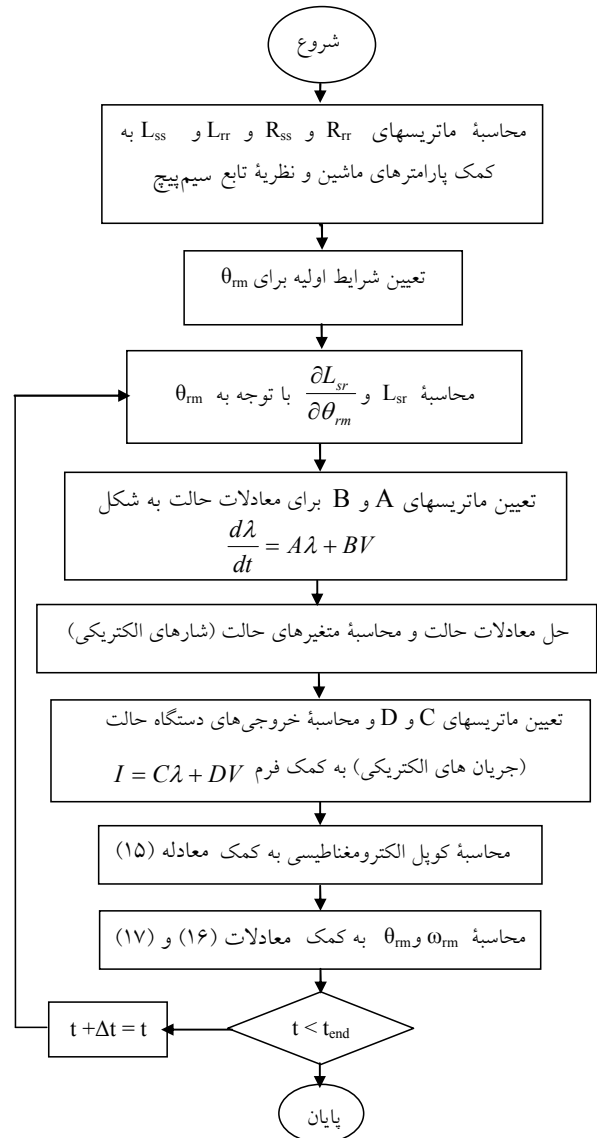 شروع
محاسبهٔ ماتریسهای Rrr و Rss و Lrr و Lss به
کمک پارامترهای ماشین و نظریهٔ تابع سیم‌پیچ
تعیین شرایط اولیه برای θrm
محاسبهٔ Lsr و ∂Lsr/∂θrm با توجه به θrm
تعیین ماتریسهای A و B برای معادلات حالت به شکل
dλ/dt = Aλ + BV
حل معادلات حالت و محاسبهٔ متغیرهای حالت (شارهای الکتریکی)
تعیین ماتریسهای C و D و محاسبهٔ خروجی‌های دستگاه حالت
(جریان های الکتریکی) به کمک فرم I = Cλ + DV
محاسبهٔ کوپل الکترومغناطیسی به کمک معادله (۱۵)
محاسبهٔ ωrm و θrm به کمک معادلات (۱۶) و (۱۷)
t < tend
t +Δt = t
پایان